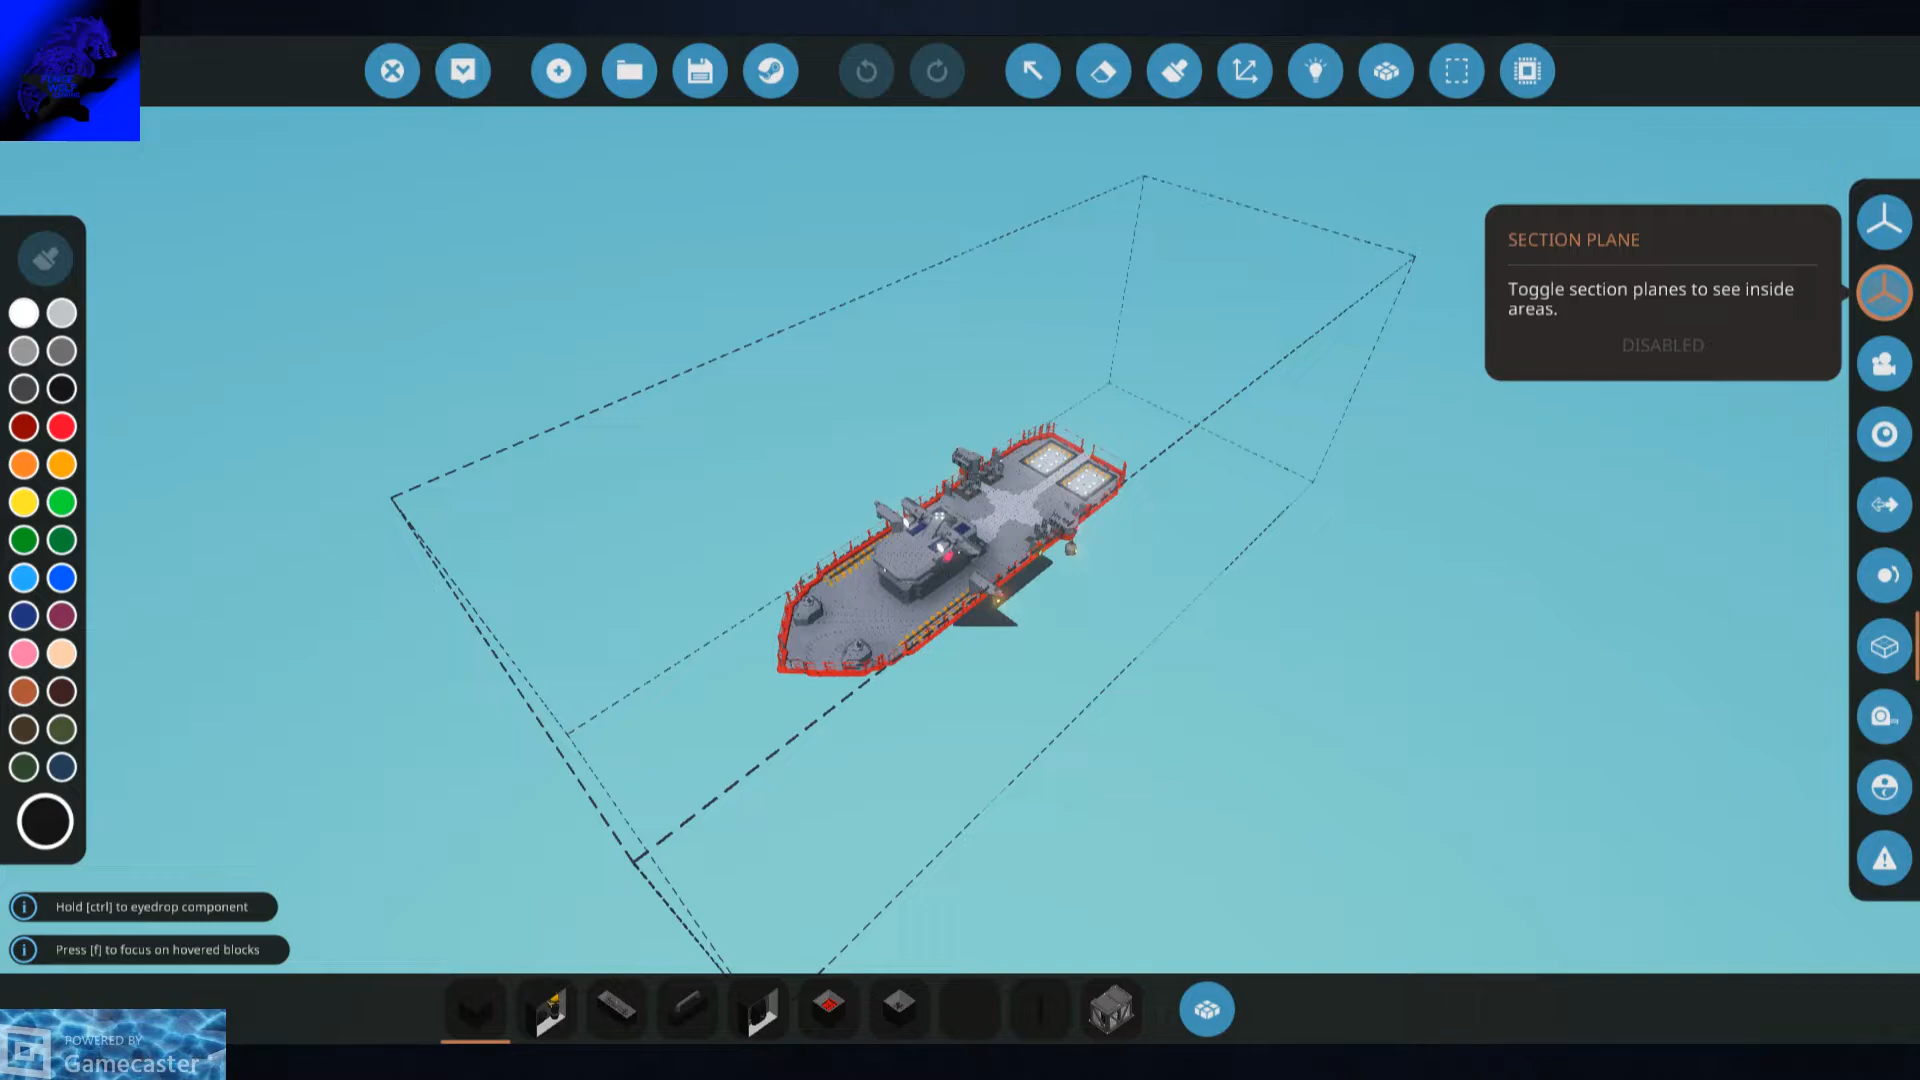 WOLF
SECTION PLANE
Toggle section planes to see inside
areas.
DISABLED
Hold [ctrl] to eyedrop component
Press [f] to focus on hovered blocks
POWERED BY
Gamecaster